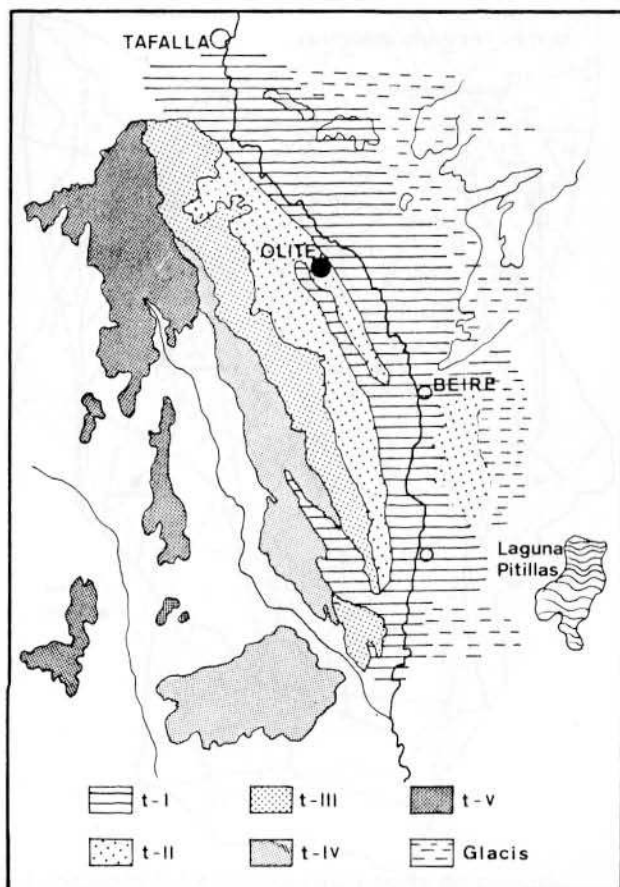 TAFALLA
OLITE
BEIRE
Laguna
Pitillas
t-I
t-III
t-V
t-II
t-IV
Glacis